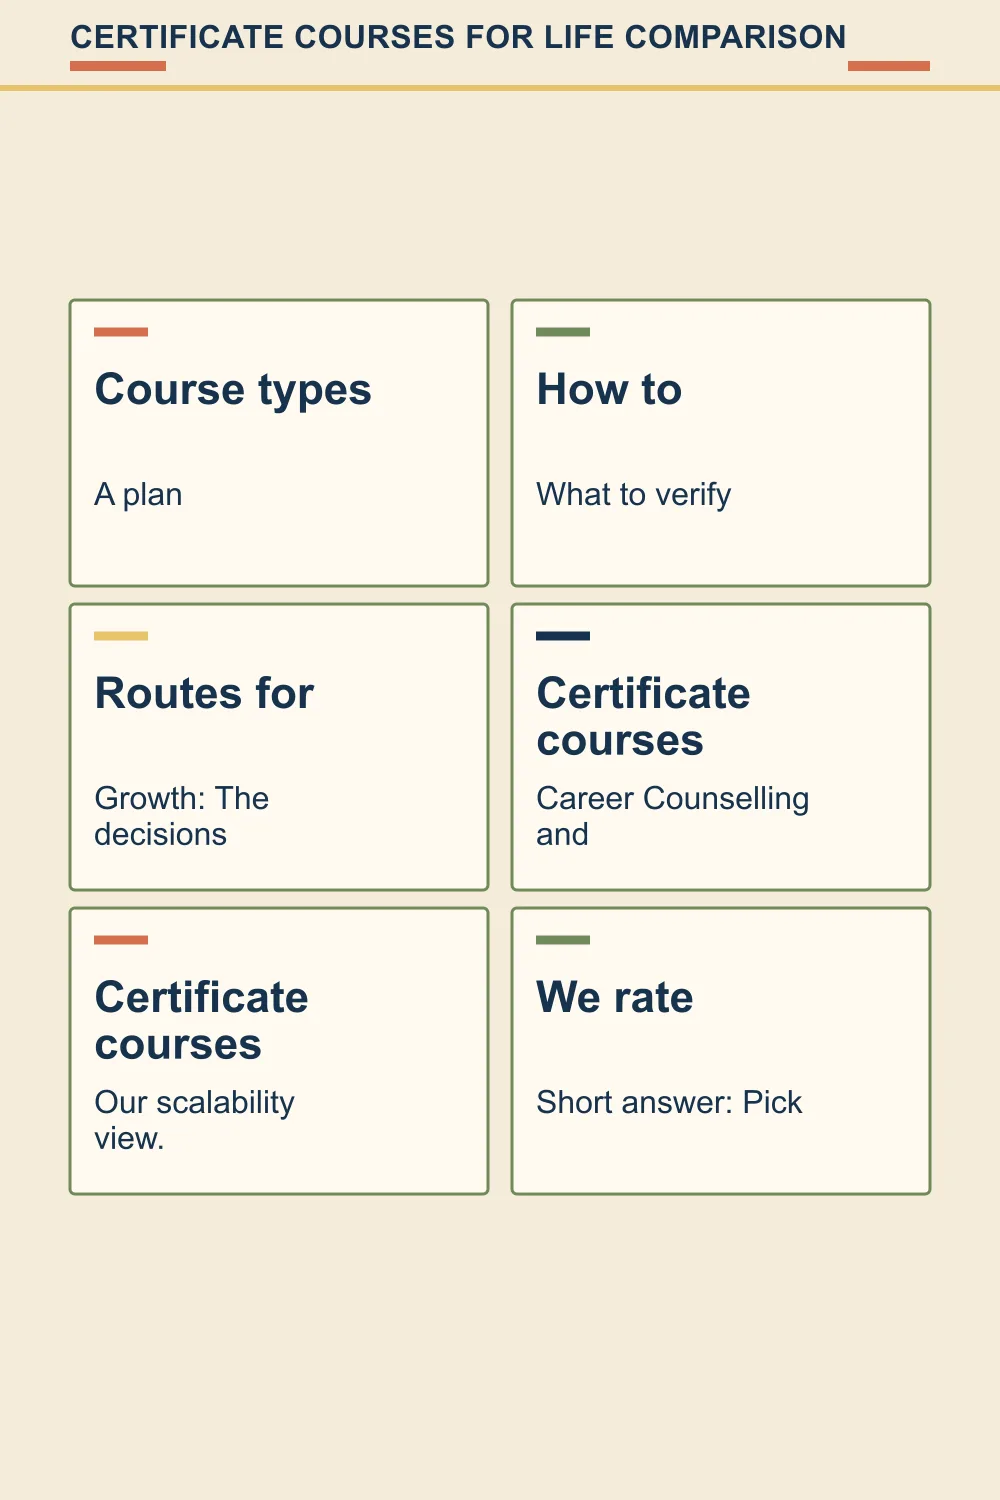 CERTIFICATE COURSES FOR LIFE COMPARISON
Course types
A plan
How to
What to verify
Routes for
Growth: The
decisions
Certificate
courses
Career Counselling
and
Certificate
courses
Our scalability
view.
We rate
Short answer: Pick